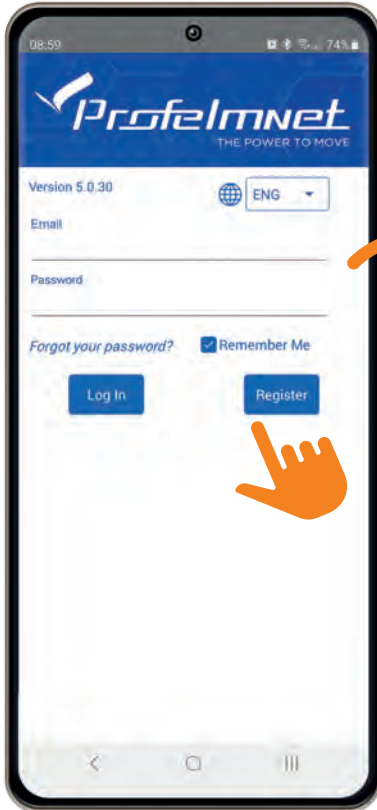 08:59 74%
Profelmnet
THE POWER TO MOVE
Version 5.0.30 ENG
Email
Password
Forgot your password? Remember Me
Log In Register